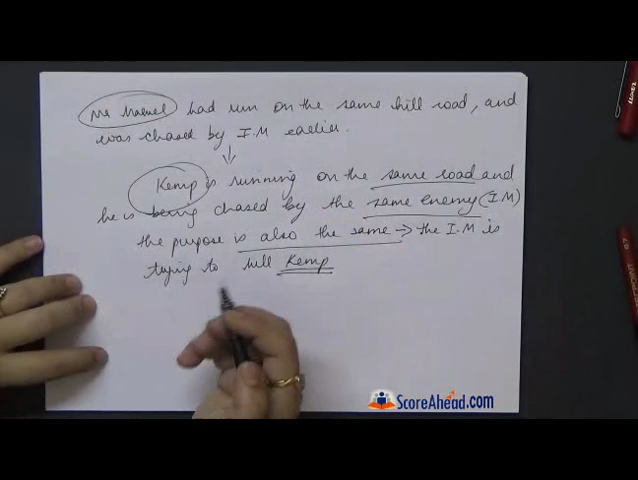 Mr Marvel had run on the same hill road, and
was chased by I.M earlier.
Kemp is running on the same road and
he is being chased by the same enemy (I.M)
the purpose is also the same → the I.M is
trying to kill Kemp
ScoreAhead.com